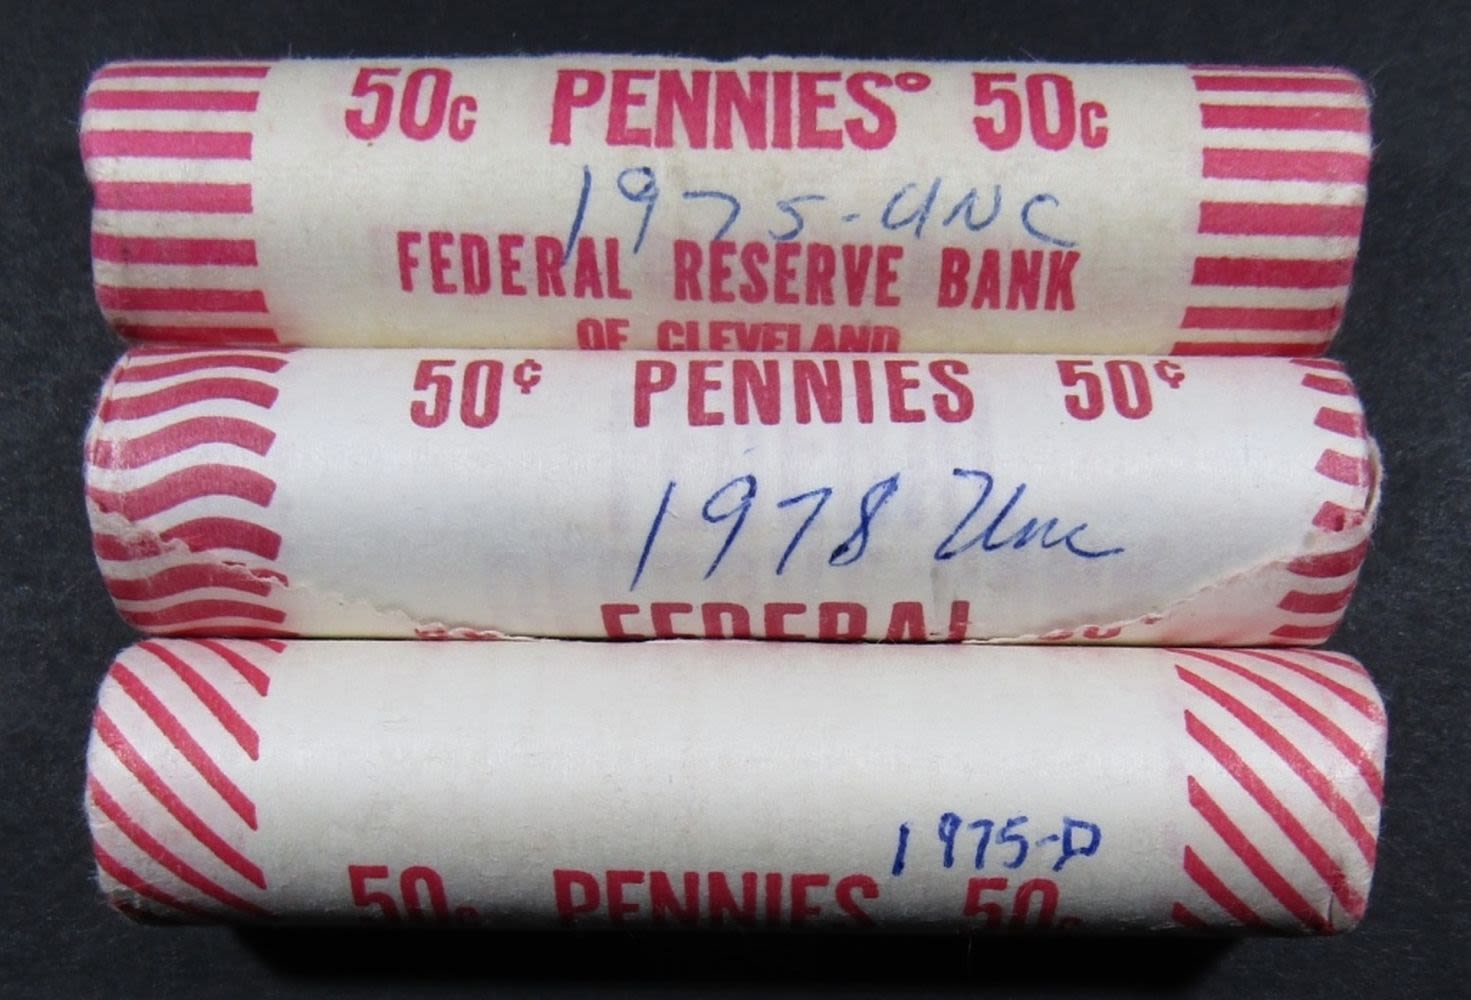 50c PENNIES° 50c
1975-UNC
FEDERAL RESERVE BANK
OF CLEVELAND
50¢ PENNIES 50¢
1978 Unc
FEDERAL
1975-D
50c PENNIES 50c